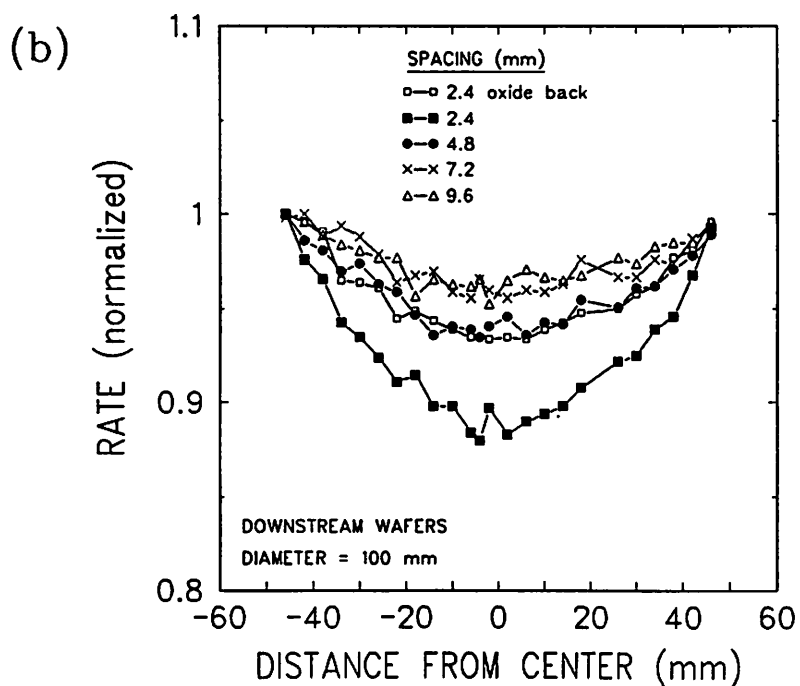 (b)
1.1
1
0.9
0.8
RATE (normalized)
SPACING (mm)
2.4 oxide back
2.4
4.8
7.2
9.6
DOWNSTREAM WAFERS
DIAMETER = 100 mm
−60 −40 −20 0 20 40 60
DISTANCE FROM CENTER (mm)